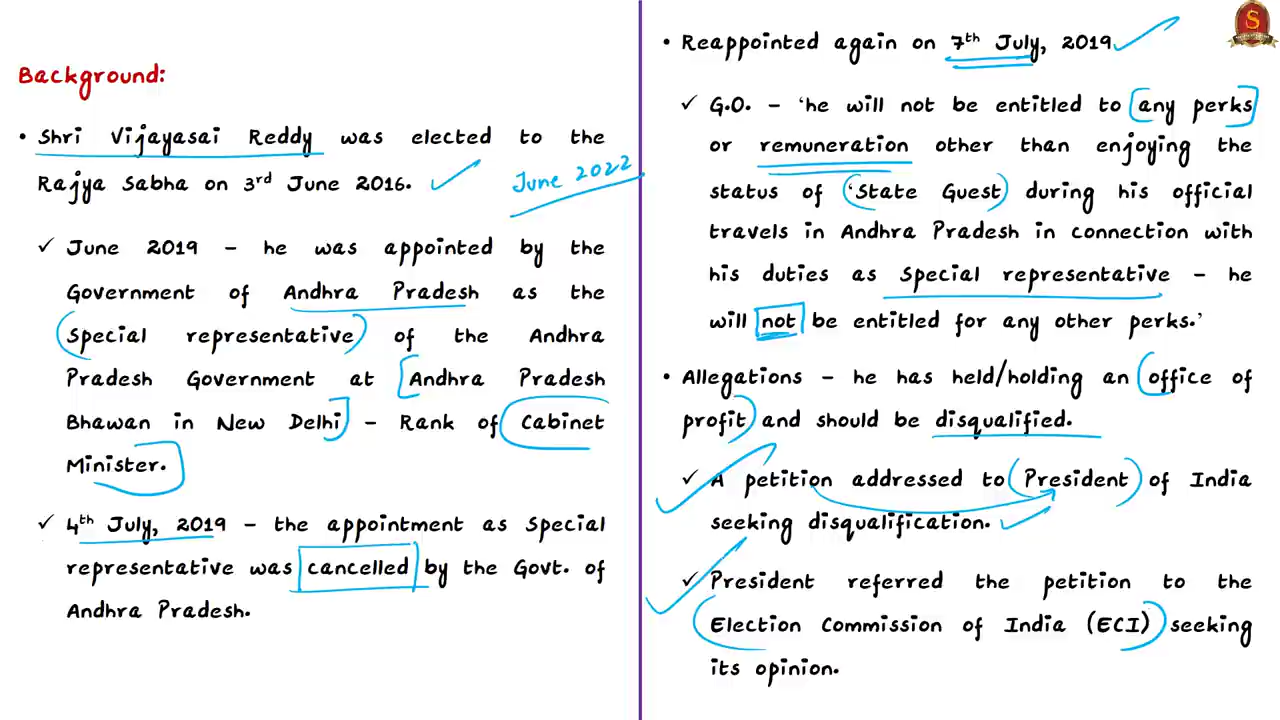 Background:
• Shri Vijayasai Reddy was elected to the
Rajya Sabha on 3rd June 2016.
June 2022
✓ June 2019 – he was appointed by the
Government of Andhra Pradesh as the
Special representative of the Andhra
Pradesh Government at Andhra Pradesh
Bhawan in New Delhi – Rank of Cabinet
Minister.
✓ 4th July, 2019 – the appointment as Special
representative was cancelled by the Govt. of
Andhra Pradesh.
• Reappointed again on 7th July, 2019
✓ G.O. – 'he will not be entitled to any perks
or remuneration other than enjoying the
status of 'State Guest' during his official
travels in Andhra Pradesh in connection with
his duties as Special representative – he
will not be entitled for any other perks.'
• Allegations – he has held/holding an office of
profit and should be disqualified.
✓ A petition addressed to President of India
seeking disqualification.
✓ President referred the petition to the
Election Commission of India (ECI) seeking
its opinion.
S